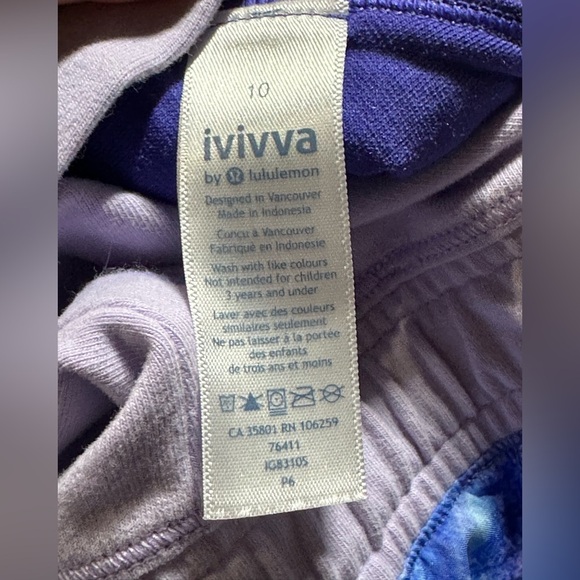 10
ivivva
by lululemon
Designed in Vancouver
Made in Indonesia
Conçu à Vancouver
Fabriqué en Indonésie
Wash with like colours
Not intended for children
3 years and under
Laver avec des couleurs
similaires seulement
Ne pas laisser à la portée
des enfants
de trois ans et moins
CA 35801 RN 106259
76411
IG83105
P6